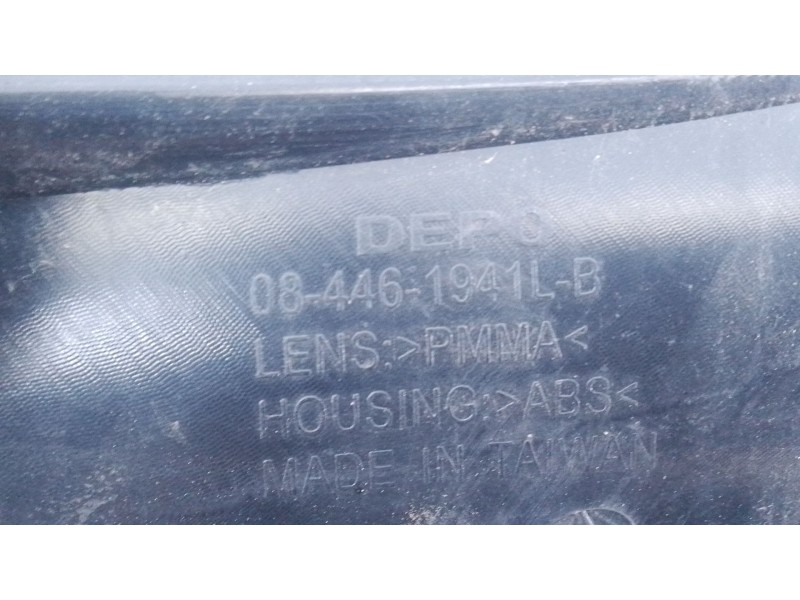 DEPO
08-446-1941L-B
LENS:>PMMA<
HOUSING:>ABS<
MADE IN TAIWAN